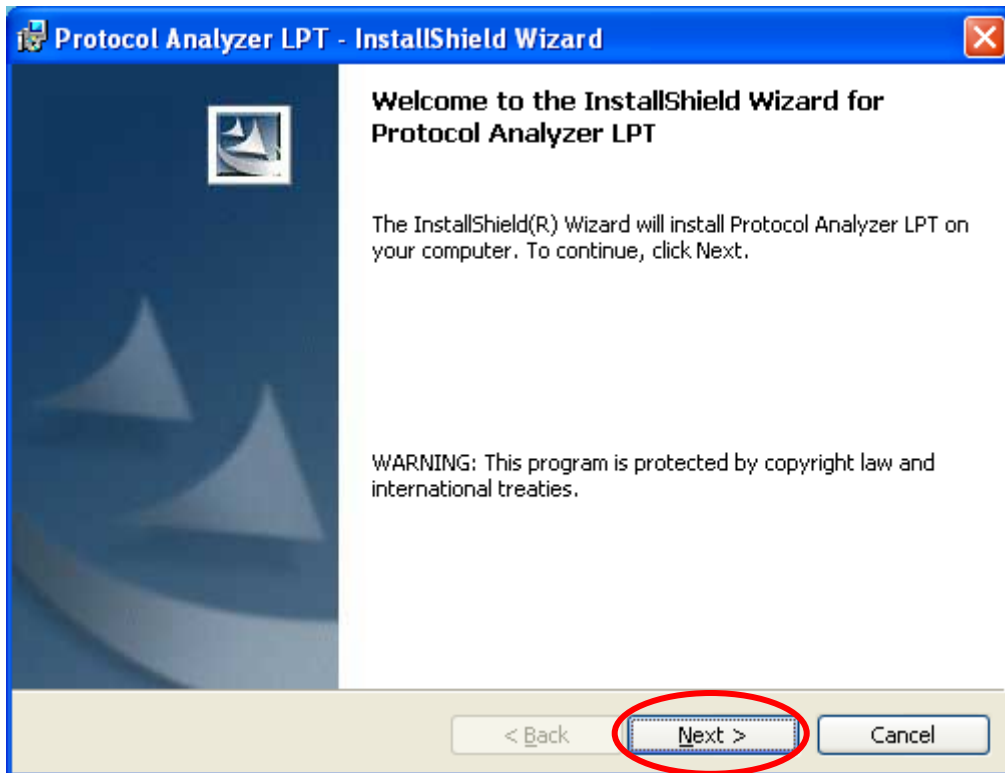 Protocol Analyzer LPT - InstallShield Wizard
Welcome to the InstallShield Wizard for
Protocol Analyzer LPT
The InstallShield(R) Wizard will install Protocol Analyzer LPT on
your computer. To continue, click Next.
WARNING: This program is protected by copyright law and
international treaties.
< Back Next > Cancel